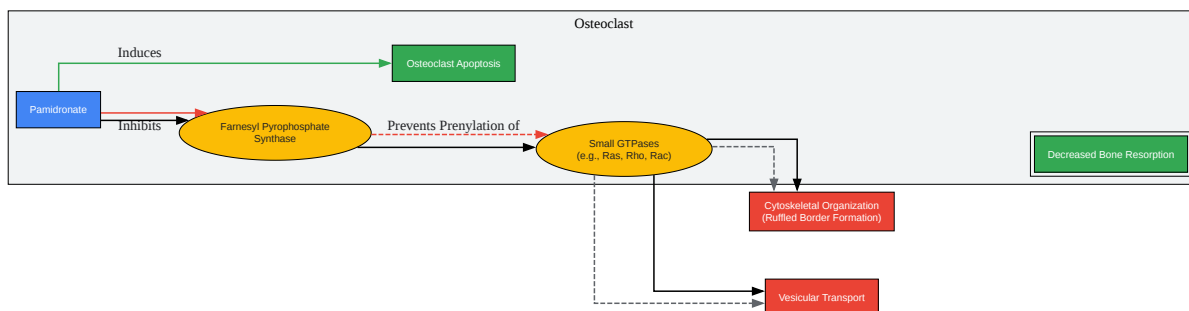 Osteoclast
Induces
Osteoclast Apoptosis
Pamidronate
Inhibits
Farnesyl Pyrophosphate
Synthase
Prevents Prenylation of
Small GTPases
(e.g., Ras, Rho, Rac)
Decreased Bone Resorption
Cytoskeletal Organization
(Ruffled Border Formation)
Vesicular Transport